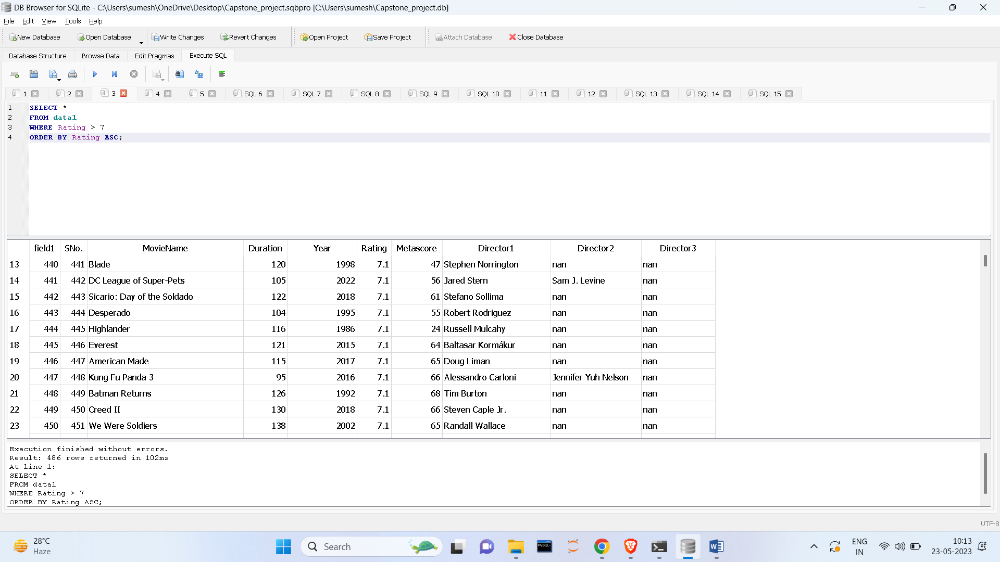 DB Browser for SQLite - C:\Users\sumesh\OneDrive\Desktop\Capstone_project.sqbpro [C:\Users\sumesh\Capstone_project.db]
File Edit View Tools Help
New Database Open Database Write Changes Revert Changes Open Project Save Project Attach Database Close Database
Database Structure Browse Data Edit Pragmas Execute SQL
1 2 3 4 5 SQL 6 SQL 7 SQL 8 SQL 9 SQL 10 11 12 SQL 13 SQL 14 SQL 15
1 SELECT *
2 FROM data1
3 WHERE Rating > 7
4 ORDER BY Rating ASC;
field1 SNo. MovieName Duration Year Rating Metascore Director1 Director2 Director3
13 440 441 Blade 120 1998 7.1 47 Stephen Norrington nan nan
14 441 442 DC League of Super-Pets 105 2022 7.1 56 Jared Stern Sam J. Levine nan
15 442 443 Sicario: Day of the Soldado 122 2018 7.1 61 Stefano Sollima nan nan
16 443 444 Desperado 104 1995 7.1 55 Robert Rodriguez nan nan
17 444 445 Highlander 116 1986 7.1 24 Russell Mulcahy nan nan
18 445 446 Everest 121 2015 7.1 64 Baltasar Kormákur nan nan
19 446 447 American Made 115 2017 7.1 65 Doug Liman nan nan
20 447 448 Kung Fu Panda 3 95 2016 7.1 66 Alessandro Carloni Jennifer Yuh Nelson nan
21 448 449 Batman Returns 126 1992 7.1 68 Tim Burton nan nan
22 449 450 Creed II 130 2018 7.1 66 Steven Caple Jr. nan nan
23 450 451 We Were Soldiers 138 2002 7.1 65 Randall Wallace nan nan
Execution finished without errors.
Result: 486 rows returned in 102ms
At line 1:
SELECT *
FROM data1
WHERE Rating > 7
ORDER BY Rating ASC;
UTF-8
28°C
Haze
Search
MySQL
ENG
IN
10:13
23-05-2023